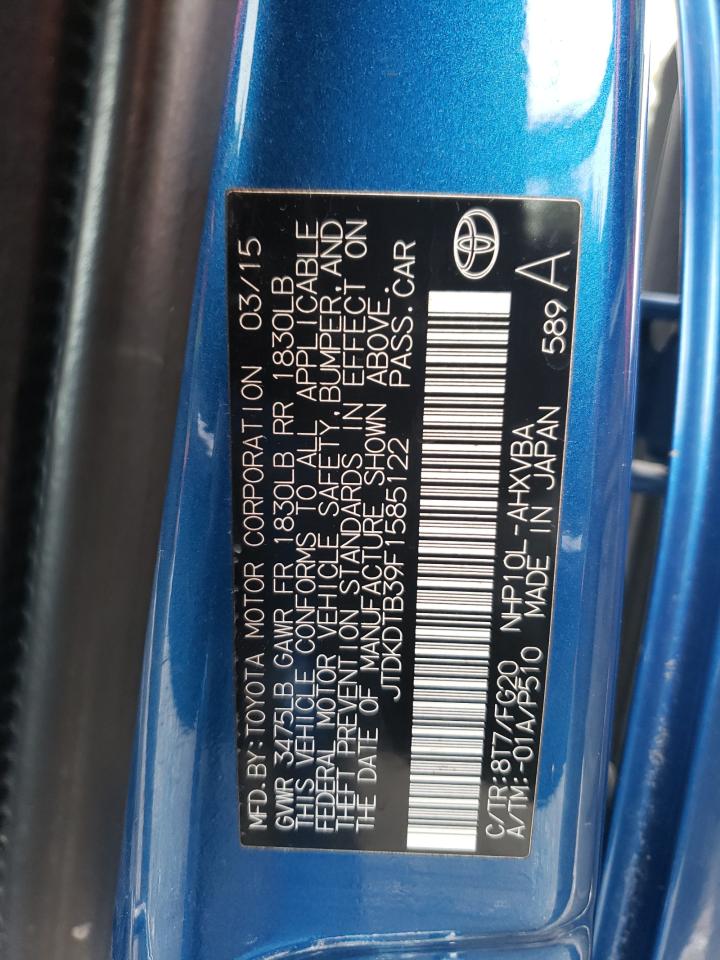 MFD.BY:TOYOTA MOTOR CORPORATION 03/15
GVWR 3475LB GAWR FR 1830LB RR 1830LB
THIS VEHICLE CONFORMS TO ALL APPLICABLE
FEDERAL MOTOR VEHICLE SAFETY,BUMPER,AND
THEFT PREVENTION STANDARDS IN EFFECT ON
THE DATE OF MANUFACTURE SHOWN ABOVE.
JTDKDTB39F1585122 PASS.CAR
C/TR:8T7/FG20 NHP10L-AHXVBA
A/TM:-01A/P510 MADE IN JAPAN 589 A